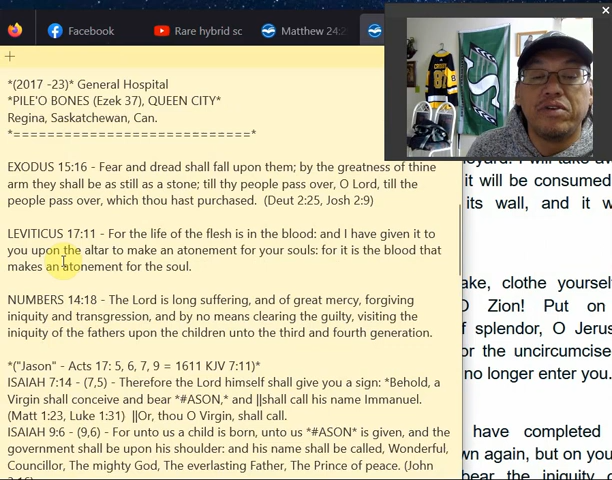 Facebook
Rare hybrid sc
Matthew 24:2
*(2017 -23)* General Hospital
*PILE'O BONES (Ezek 37), QUEEN CITY*
Regina, Saskatchewan, Can.
*============================*
EXODUS 15:16 - Fear and dread shall fall upon them; by the greatness of thine
arm they shall be as still as a stone; till thy people pass over, O Lord, till the
people pass over, which thou hast purchased. (Deut 2:25, Josh 2:9)
LEVITICUS 17:11 - For the life of the flesh is in the blood: and I have given it to
you upon the altar to make an atonement for your souls: for it is the blood that
makes an atonement for the soul.
NUMBERS 14:18 - The Lord is long suffering, and of great mercy, forgiving
iniquity and transgression, and by no means clearing the guilty, visiting the
iniquity of the fathers upon the children unto the third and fourth generation.
*("Jason" - Acts 17: 5, 6, 7, 9 = 1611 KJV 7:11)*
ISAIAH 7:14 - (7,5) - Therefore the Lord himself shall give you a sign: *Behold, a
Virgin shall conceive and bear *#ASON,* and ||shall call his name Immanuel.
(Matt 1:23, Luke 1:31) ||Or, thou O Virgin, shall call.
ISAIAH 9:6 - (9,6) - For unto us a child is born, unto us *#ASON* is given, and the
government shall be upon his shoulder: and his name shall be called, Wonderful,
Councillor, The mighty God, The everlasting Father, The Prince of peace. (John
it will be consumed
its wall, and it w
ake, clothe yourself
O Zion! Put on
f splendor, O Jerus
or the uncircumcise
no longer enter you.
have completed
wn again, but on you
bear the iniquity